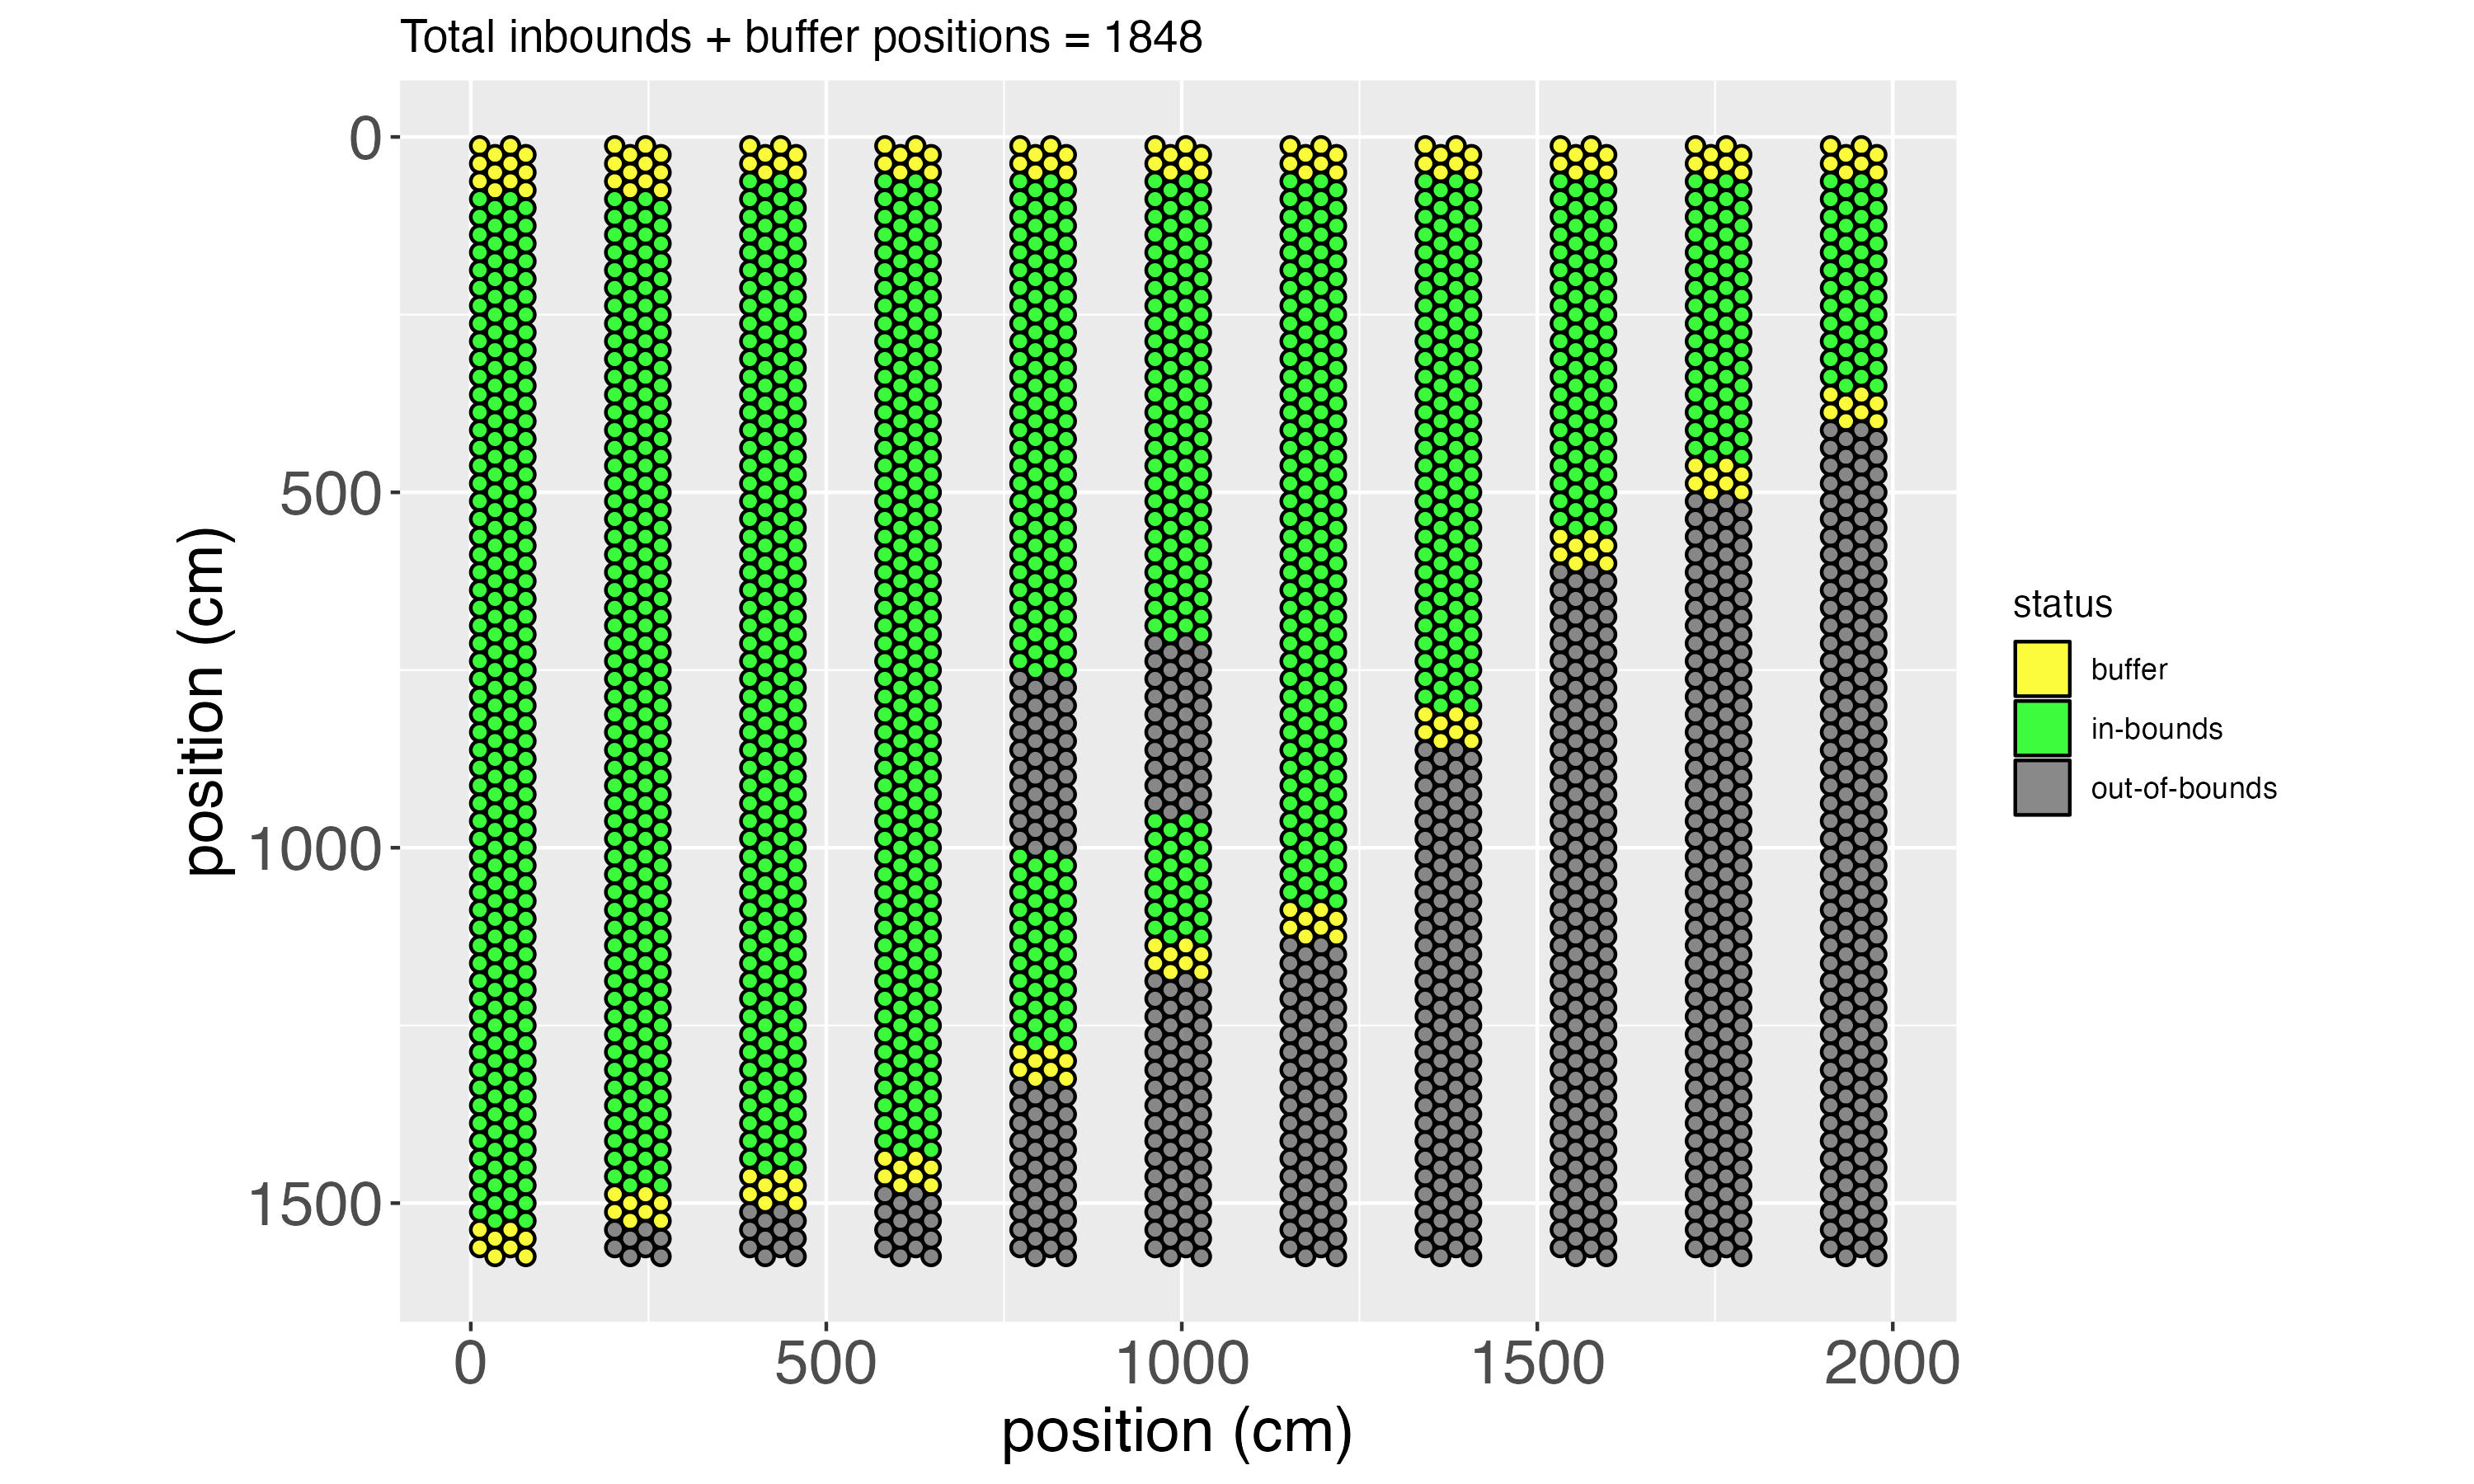 Total inbounds + buffer positions = 1848
0
500
1000
1500
position (cm)
0
500
1000
1500
2000
position (cm)
status
buffer
in-bounds
out-of-bounds